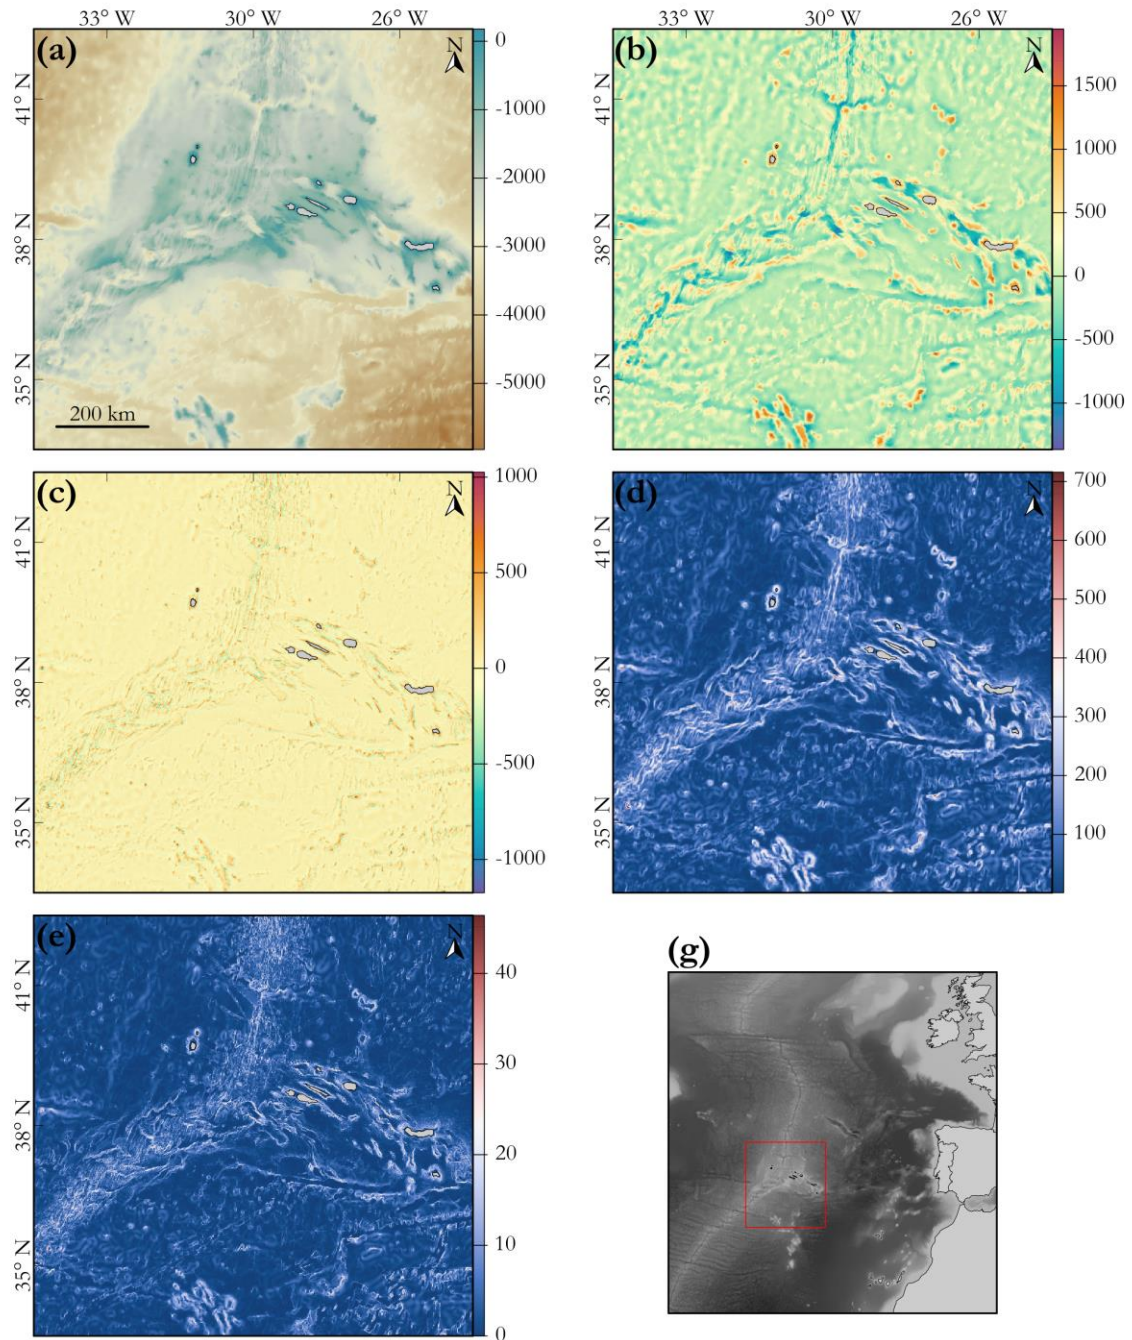 33° W 30° W 26° W
33° W 30° W 26° W
(a)
N
0
-1000
-2000
-3000
-4000
-5000
41° N
38° N
35° N
200 km
(b)
N
1500
1000
500
0
-500
-1000
41° N
38° N
35° N
(c)
N
1000
500
0
-500
-1000
41° N
38° N
35° N
(d)
N
700
600
500
400
300
200
100
41° N
38° N
35° N
(e)
N
40
30
20
10
0
41° N
38° N
35° N
(g)